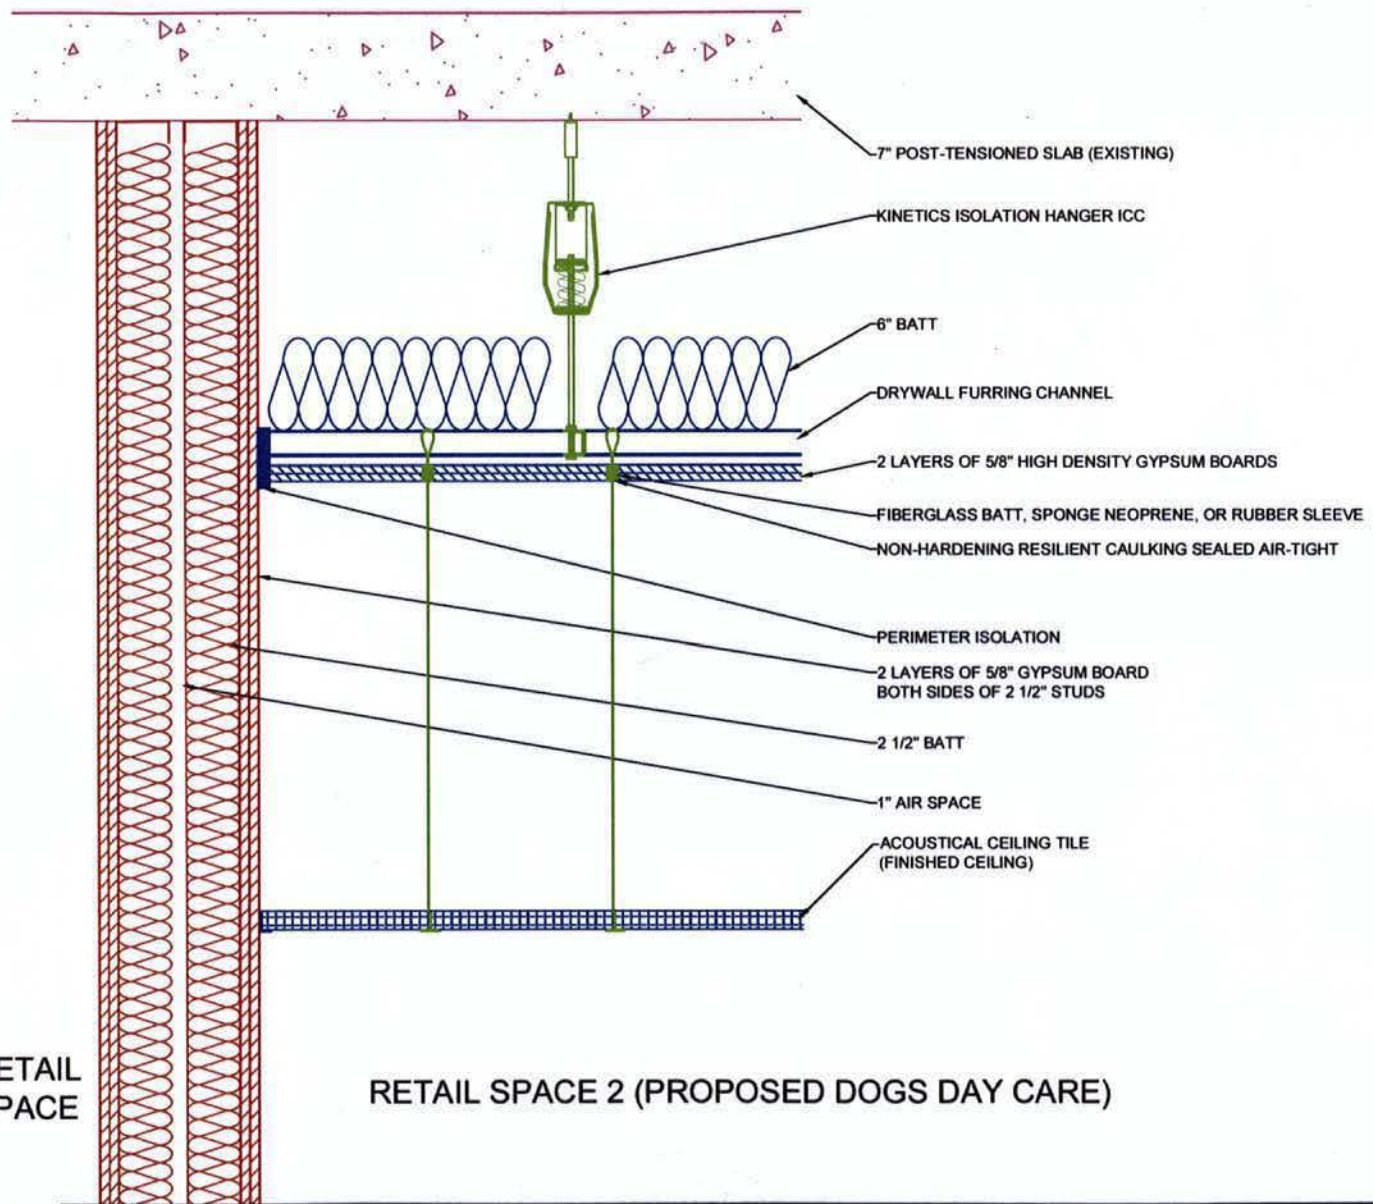 7" POST-TENSIONED SLAB (EXISTING)
KINETICS ISOLATION HANGER ICC
6" BATT
DRYWALL FURRING CHANNEL
2 LAYERS OF 5/8" HIGH DENSITY GYPSUM BOARDS
FIBERGLASS BATT, SPONGE NEOPRENE, OR RUBBER SLEEVE
NON-HARDENING RESILIENT CAULKING SEALED AIR-TIGHT
PERIMETER ISOLATION
2 LAYERS OF 5/8" GYPSUM BOARD
BOTH SIDES OF 2 1/2" STUDS
2 1/2" BATT
1" AIR SPACE
ACOUSTICAL CEILING TILE
(FINISHED CEILING)
ETAIL
PACE
RETAIL SPACE 2 (PROPOSED DOGS DAY CARE)